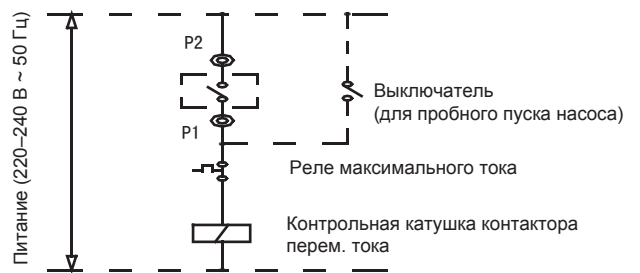 Питание (220–240 В ~ 50 Гц)
P2
Выключатель
(для пробного пуска насоса)
P1
Реле максимального тока
Контрольная катушка контактора
перем. тока